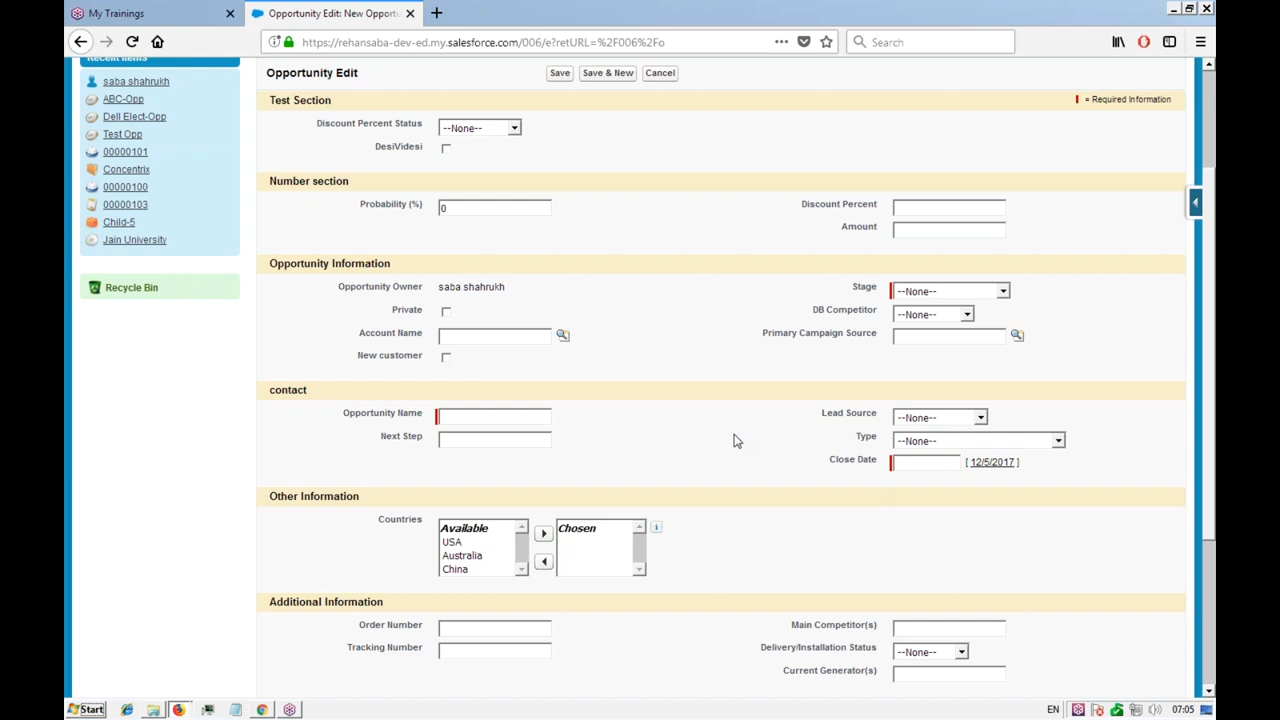 My Trainings
Opportunity Edit: New Opportu
https://rehansaba-dev-ed.my.salesforce.com/006/e?retURL=%2F006%2Fo
Search
Recent Items
saba shahrukh
ABC-Opp
Dell Elect-Opp
Test Opp
00000101
Concentrix
00000100
00000103
Child-5
Jain University
Recycle Bin
Opportunity Edit
Save
Save & New
Cancel
Test Section
= Required Information
Discount Percent Status
--None--
DesiVidesi
Number section
Probability (%)
0
Discount Percent
Amount
Opportunity Information
Opportunity Owner
saba shahrukh
Stage
--None--
Private
DB Competitor
--None--
Account Name
Primary Campaign Source
New customer
contact
Opportunity Name
Lead Source
--None--
Next Step
Type
--None--
Close Date
[ 12/5/2017 ]
Other Information
Countries
Available
USA
Australia
China
Chosen
Additional Information
Order Number
Main Competitor(s)
Tracking Number
Delivery/Installation Status
--None--
Current Generator(s)
Start
EN
07:05